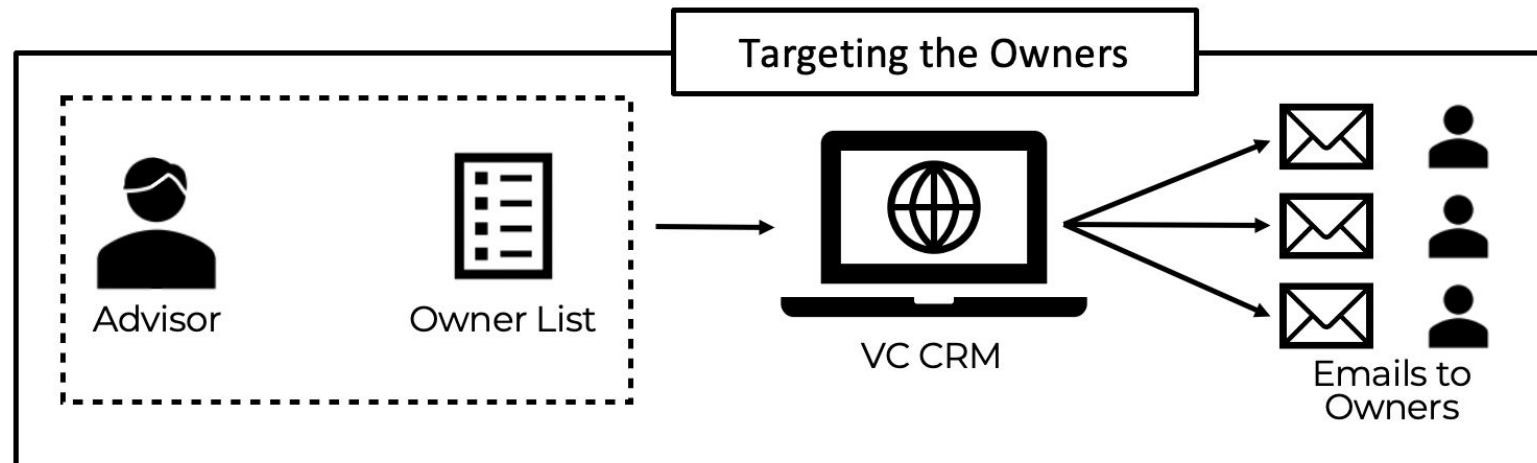 Targeting the Owners
Advisor
Owner List
VC CRM
Emails to
Owners